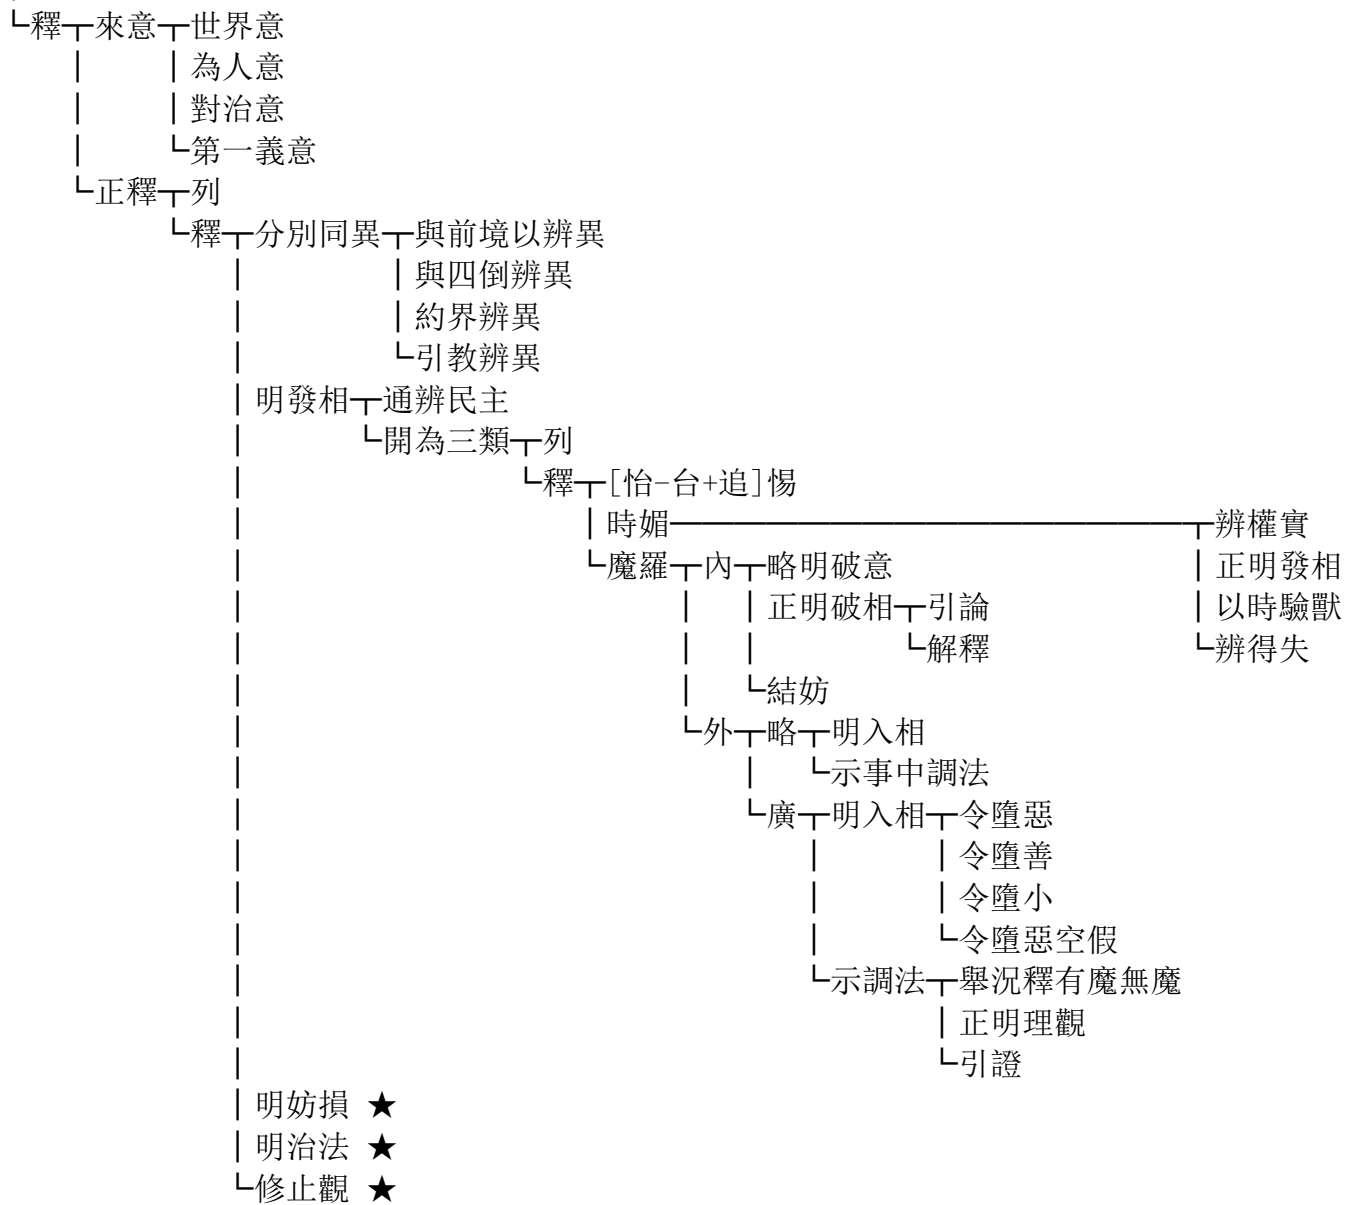 └釋┬來意┬世界意
│ │為人意
│ │對治意
│ └第一義意
└正釋┬列
└釋┬分別同異┬與前境以辨異
│ │與四倒辨異
│ │約界辨異
│ └引教辨異
│明發相┬通辨民主
│ └開為三類┬列
│ └釋┬[怡-台+追]惕
│ │時媚────────────────┬辨權實
│ └魔羅┬內┬略明破意 │正明發相
│ │ │正明破相┬引論 │以時驗獸
│ │ │ └解釋 └辨得失
│ │ └結妨
│ └外┬略┬明入相
│ │ └示事中調法
│ └廣┬明入相┬令墮惡
│ │ │令墮善
│ │ │令墮小
│ │ └令墮惡空假
│ └示調法┬舉況釋有魔無魔
│ │正明理觀
│ └引證
│明妨損 ★
│明治法 ★
└修止觀 ★